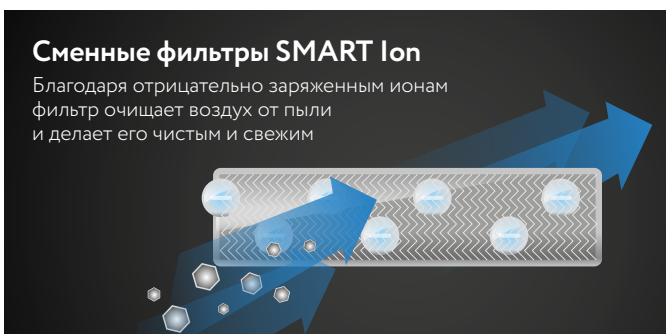 Сменные фильтры SMART Ion
Благодаря отрицательно заряженным ионам
фильтр очищает воздух от пыли
и делает его чистым и свежим